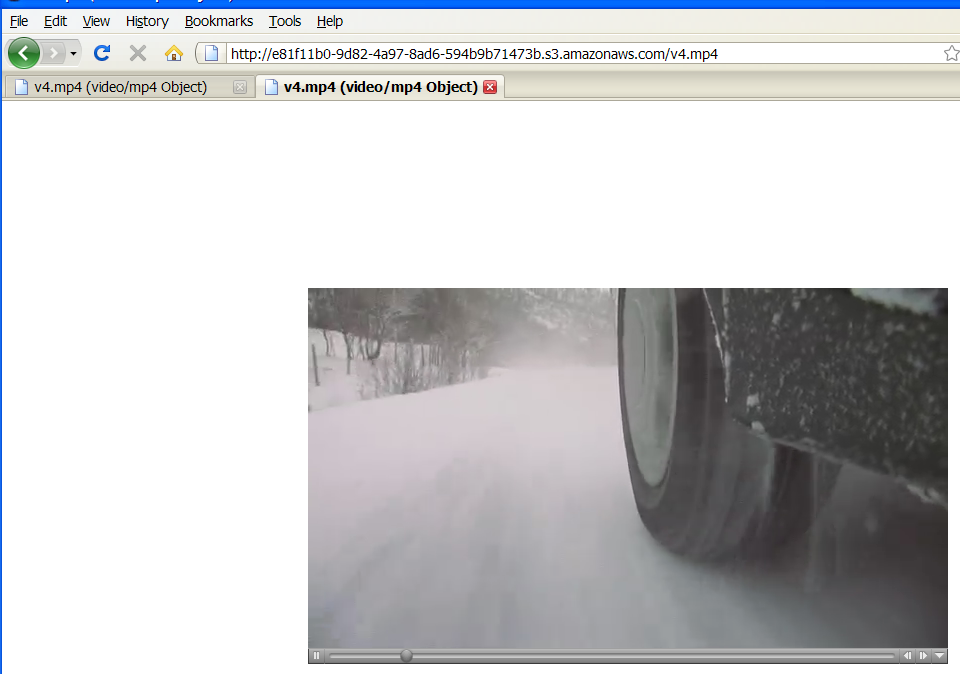 File Edit View History Bookmarks Tools Help
http://e81f11b0-9d82-4a97-8ad6-594b9b71473b.s3.amazonaws.com/v4.mp4
v4.mp4 (video/mp4 Object) v4.mp4 (video/mp4 Object)